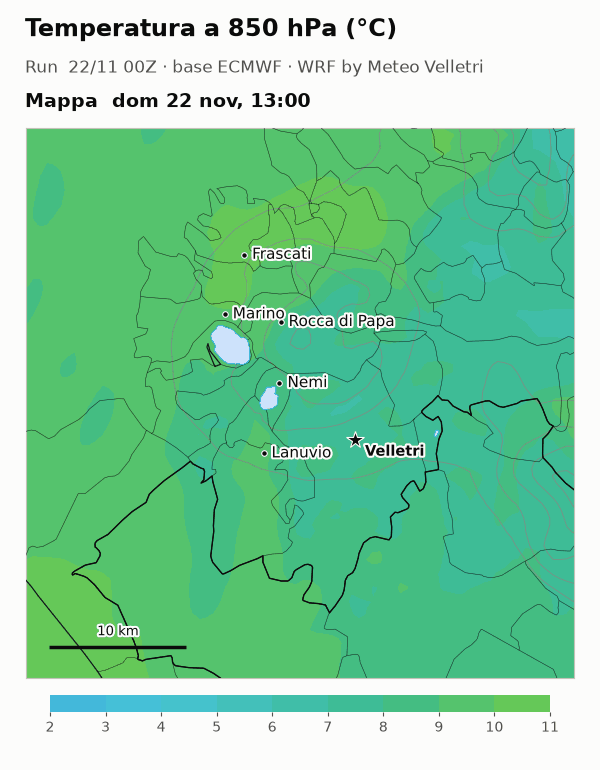 Temperatura a 850 hPa (°C)
Run  22/11 00Z · base ECMWF · WRF by Meteo Velletri
Mappa  dom 22 nov, 13:00
Frascati
Marino
Rocca di Papa
Nemi
Velletri
Lanuvio
10 km
2 3 4 5 6 7 8 9 10 11